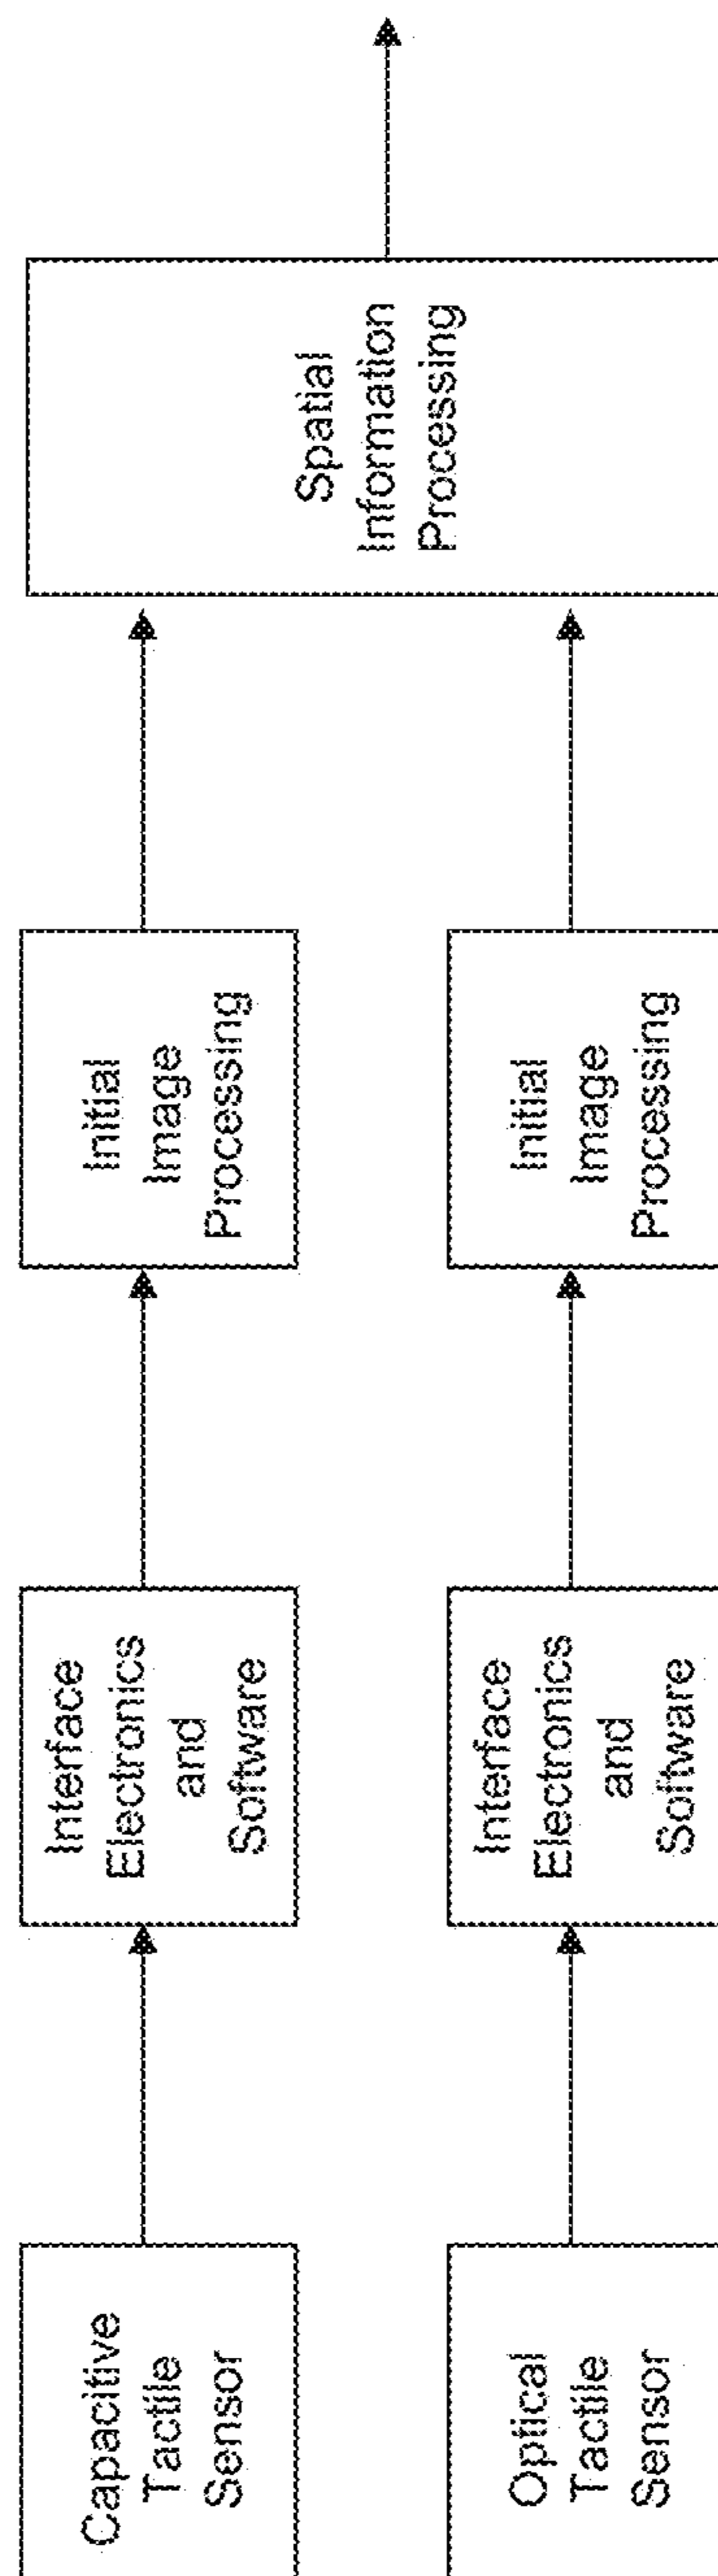 Capacitive
Tactile
Sensor
Interface
Electronics
and
Software
Initial
Image
Processing
Optical
Tactile
Sensor
Interface
Electronics
and
Software
Initial
Image
Processing
Spatial
Information
Processing